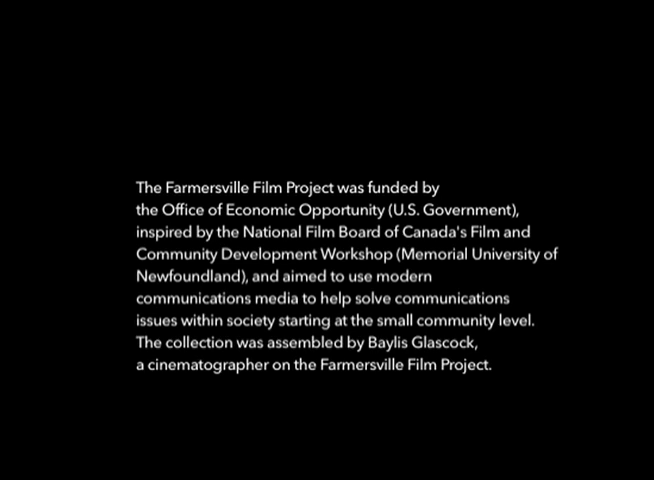 The Farmersville Film Project was funded by
the Office of Economic Opportunity (U.S. Government),
inspired by the National Film Board of Canada's Film and
Community Development Workshop (Memorial University of
Newfoundland), and aimed to use modern
communications media to help solve communications
issues within society starting at the small community level.
The collection was assembled by Baylis Glascock,
a cinematographer on the Farmersville Film Project.